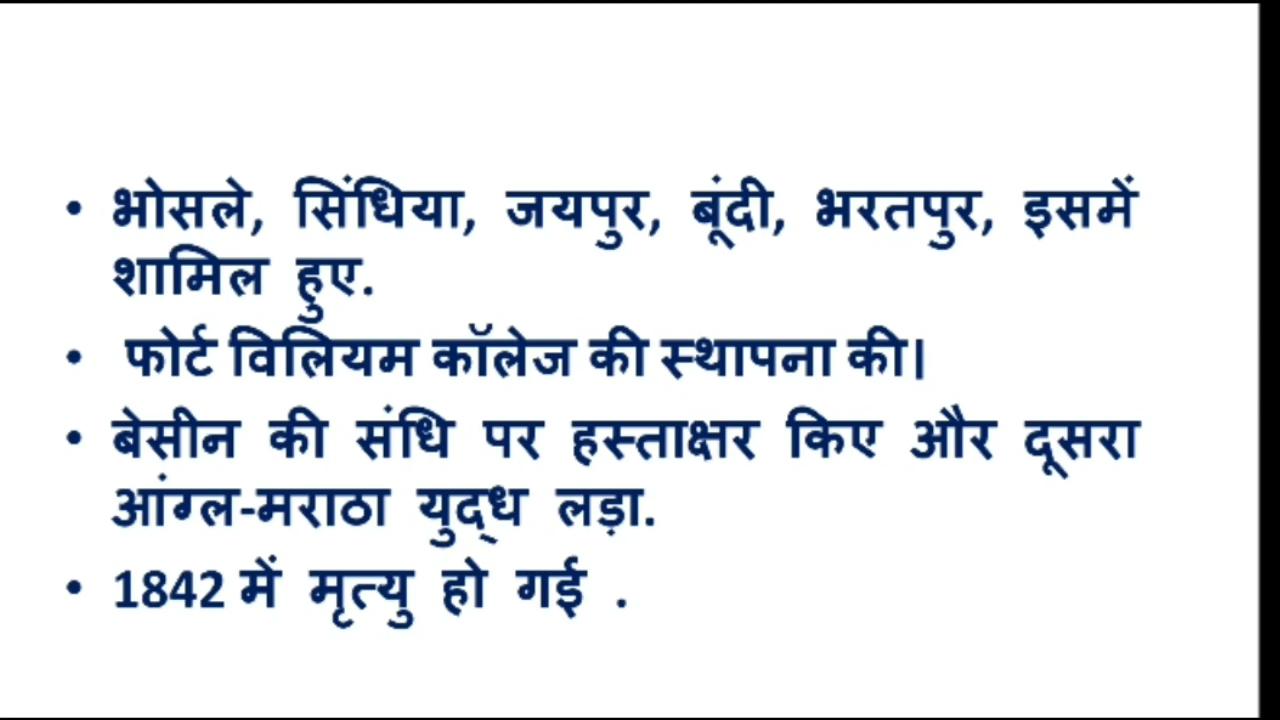 • भोसले, सिंधिया, जयपुर, बूंदी, भरतपुर, इसमें
शामिल हुए.
• फोर्ट विलियम कॉलेज की स्थापना की।
• बेसीन की संधि पर हस्ताक्षर किए और दूसरा
आंग्ल-मराठा युद्ध लड़ा.
• 1842 में मृत्यु हो गई .